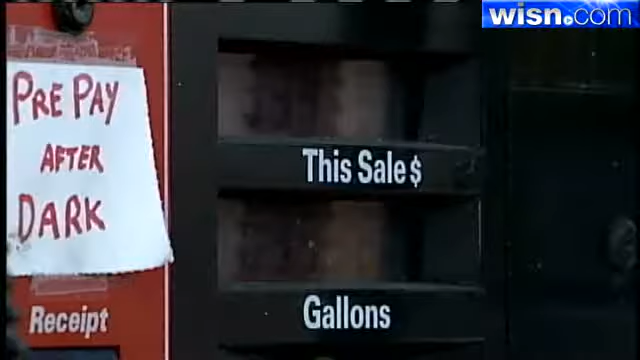 wisn.com
PRE PAY
AFTER
DARK
This Sale $
Gallons
Receipt